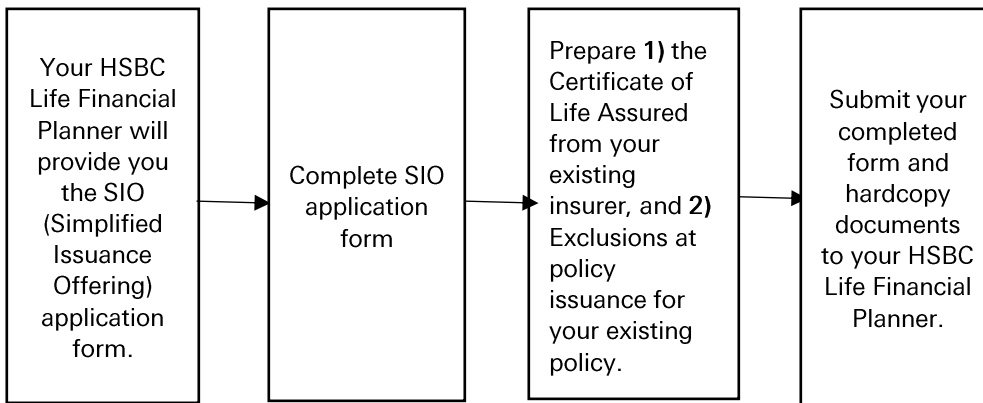 Your HSBC
Life Financial
Planner will
provide you
the SIO
(Simplified
Issuance
Offering)
application
form.
Complete SIO
application
form
Prepare 1) the
Certificate of
Life Assured
from your
existing
insurer, and 2)
Exclusions at
policy
issuance for
your existing
policy.
Submit your
completed
form and
hardcopy
documents
to your HSBC
Life Financial
Planner.